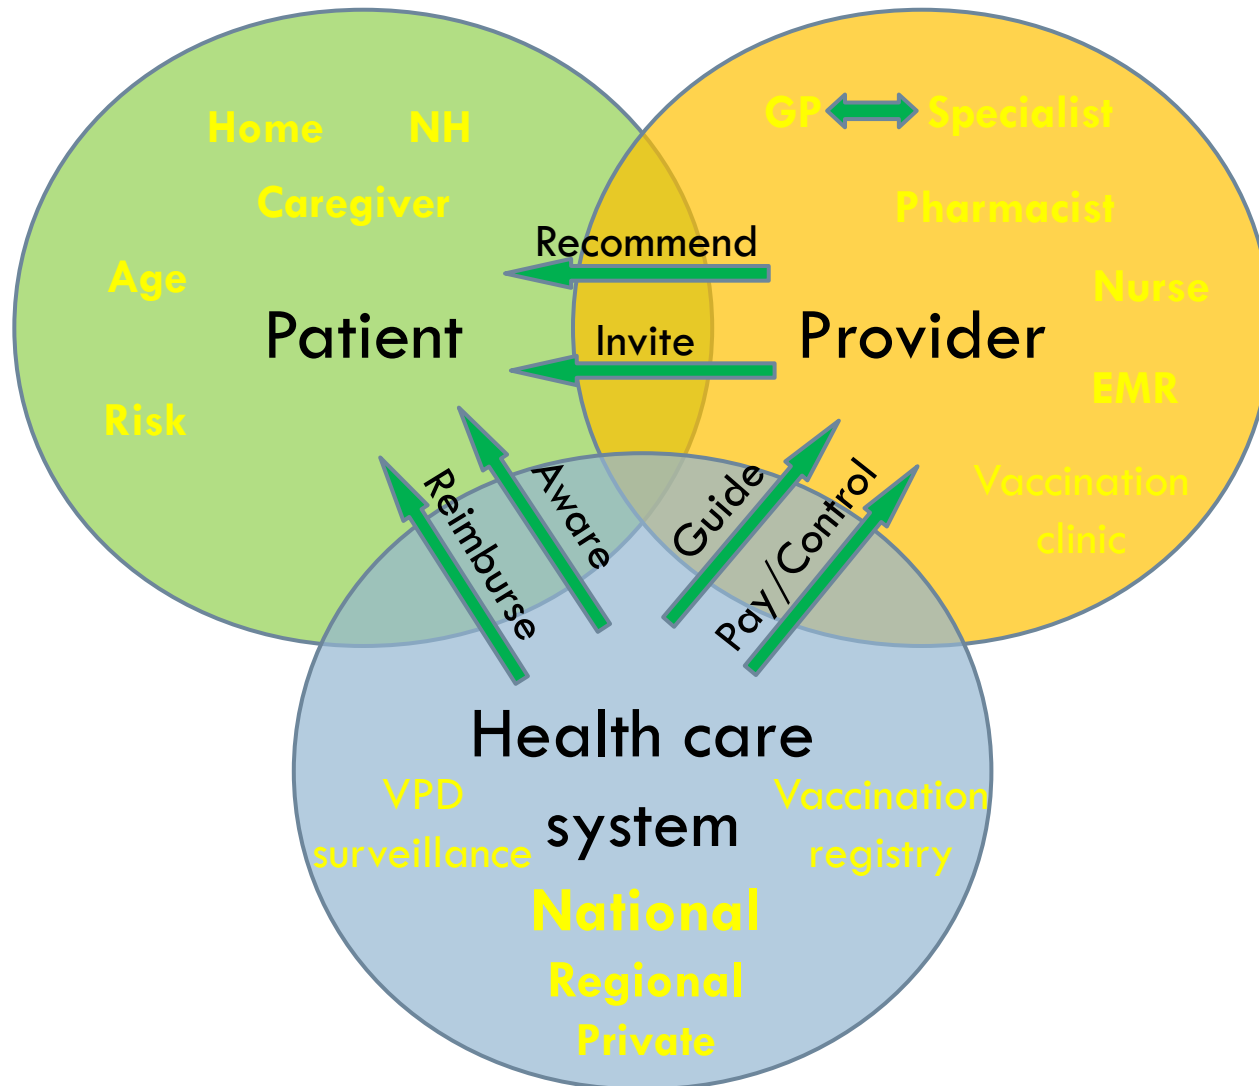 Home NH
Caregiver
Age
Patient
Risk
GP Specialist
Pharmacist
Nurse
Provider
EMR
Vaccination
clinic
Recommend
Invite
Reimburse
Aware
Guide
Pay/Control
Health care
system
VPD
surveillance
Vaccination
registry
National
Regional
Private